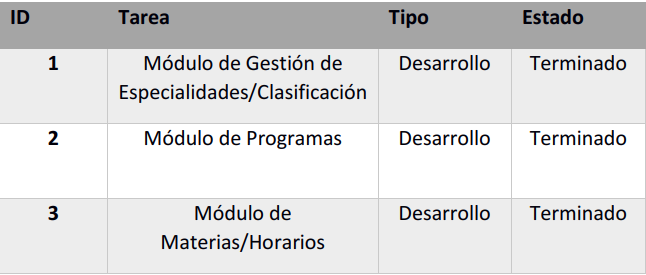 ID Tarea Tipo Estado
1 Módulo de Gestión de Desarrollo Terminado
Especialidades/Clasificación
2 Módulo de Programas Desarrollo Terminado
3 Módulo de Desarrollo Terminado
Materias/Horarios